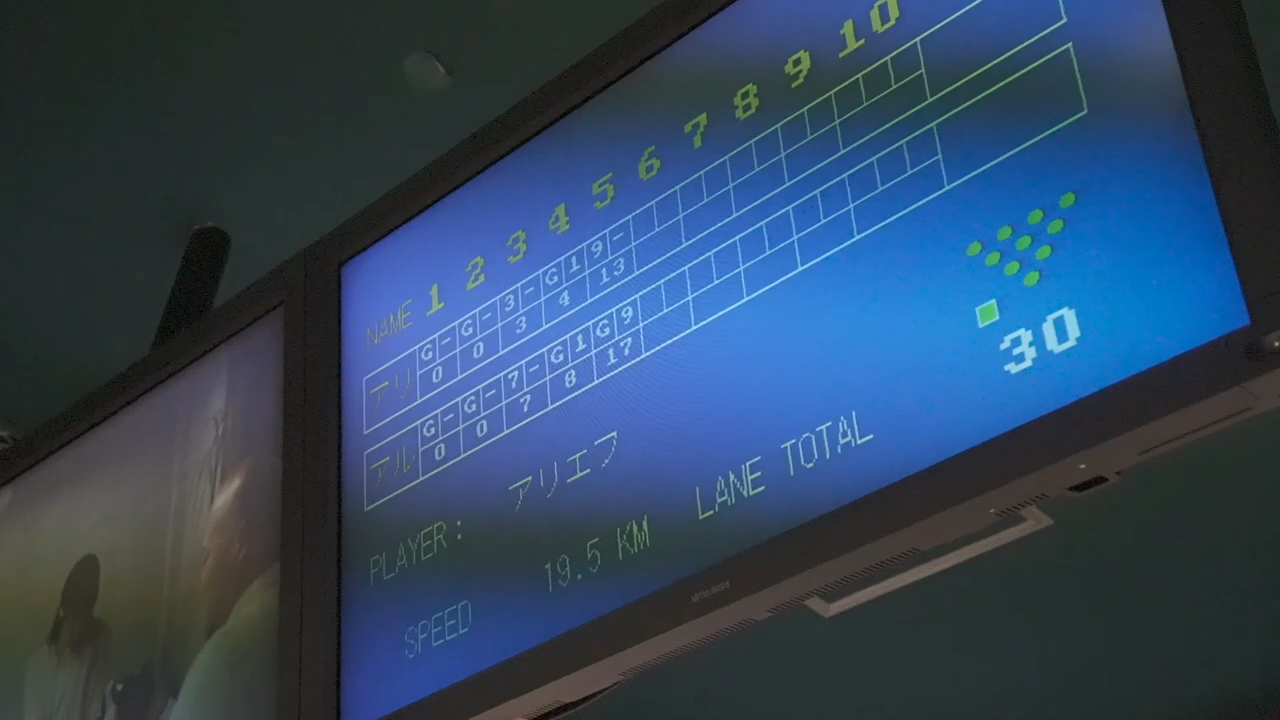 NAME 1 2 3 4 5 6 7 8 9 10
アリ G - G - 3 - G 1 9 -
0 0 3 4 13
アル G - G - 7 - G 1 G 9
0 0 7 8 17
30
PLAYER: アリエフ
SPEED 19.5 KM LANE TOTAL